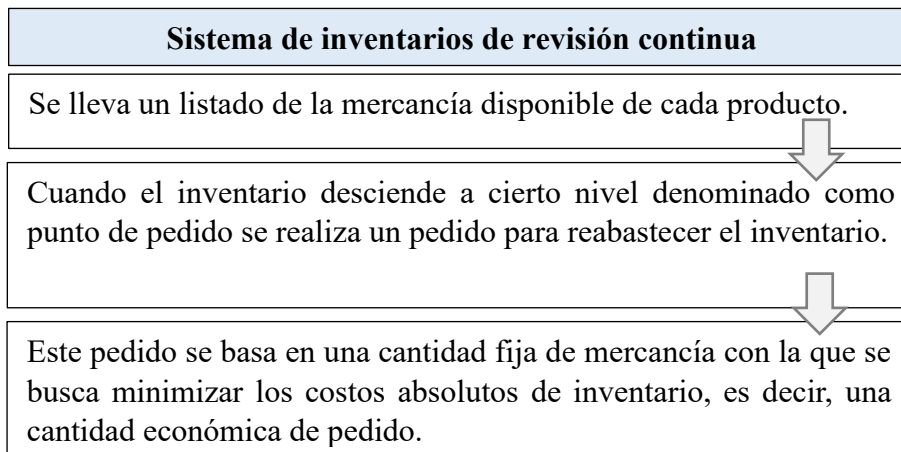 Sistema de inventarios de revisión continua
Se lleva un listado de la mercancía disponible de cada producto.
Cuando el inventario desciende a cierto nivel denominado como
punto de pedido se realiza un pedido para reabastecer el inventario.
Este pedido se basa en una cantidad fija de mercancía con la que se
busca minimizar los costos absolutos de inventario, es decir, una
cantidad económica de pedido.